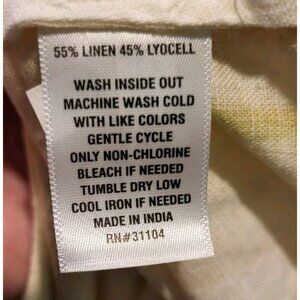 55% LINEN 45% LYOCELL
WASH INSIDE OUT
MACHINE WASH COLD
WITH LIKE COLORS
GENTLE CYCLE
ONLY NON-CHLORINE
BLEACH IF NEEDED
TUMBLE DRY LOW
COOL IRON IF NEEDED
MADE IN INDIA
RN#31104